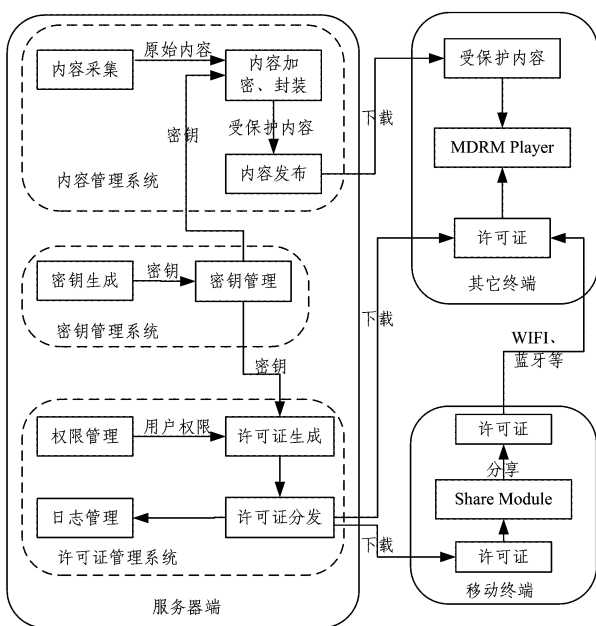 内容采集
原始内容
内容加
密、封装
密钥
受保护内容
内容发布
内容管理系统
密钥生成
密钥
密钥管理
密钥管理系统
密钥
权限管理
用户权限
许可证生成
日志管理
许可证分发
许可证管理系统
服务器端
下载
下载
下载
受保护内容
MDRM Player
许可证
其它终端
WIFI、
蓝牙等
许可证
分享
Share Module
许可证
移动终端